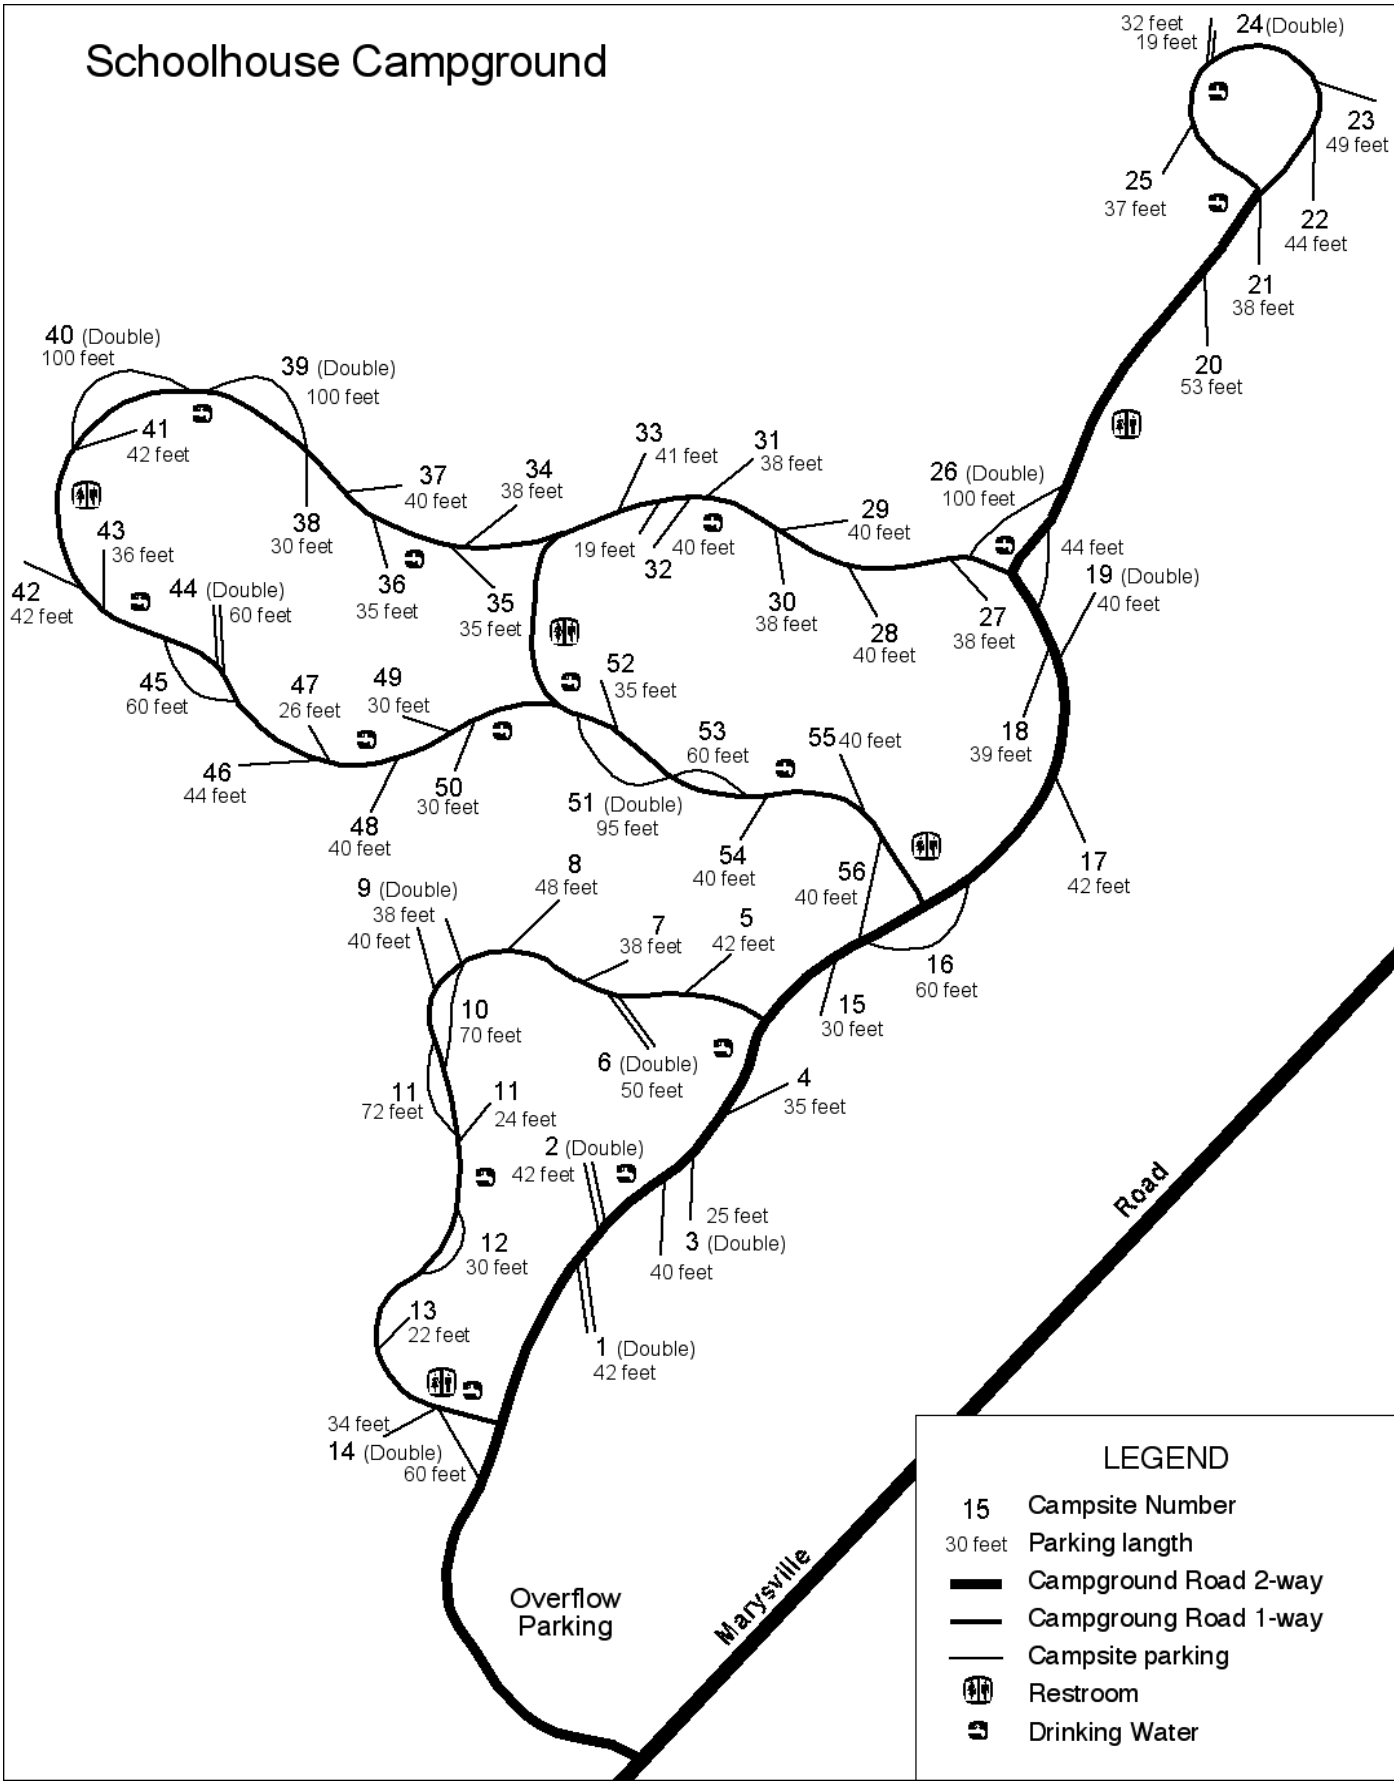 Schoolhouse Campground
32 feet
19 feet
24(Double)
23
49 feet
25
37 feet
22
44 feet
21
38 feet
20
53 feet
40 (Double)
100 feet
39 (Double)
100 feet
41
42 feet
37
40 feet
34
38 feet
33
41 feet
31
38 feet
26 (Double)
100 feet
38
30 feet
43
36 feet
29
40 feet
19 feet
32
40 feet
44 feet
19 (Double)
40 feet
42
42 feet
44 (Double)
60 feet
36
35 feet
35
35 feet
30
38 feet
28
40 feet
27
38 feet
45
60 feet
47
26 feet
49
30 feet
52
35 feet
53
60 feet
55 40 feet
18
39 feet
46
44 feet
50
30 feet
51 (Double)
95 feet
48
40 feet
54
40 feet
56
40 feet
17
42 feet
8
48 feet
9 (Double)
38 feet
40 feet
7
38 feet
5
42 feet
16
60 feet
15
30 feet
10
70 feet
6 (Double)
50 feet
4
35 feet
11
72 feet
11
24 feet
2 (Double)
42 feet
25 feet
3 (Double)
40 feet
12
30 feet
13
22 feet
1 (Double)
42 feet
34 feet
14 (Double)
60 feet
Overflow
Parking
Marysville
Road
LEGEND
15 Campsite Number
30 feet Parking langth
Campground Road 2-way
Campgroung Road 1-way
Campsite parking
Restroom
Drinking Water